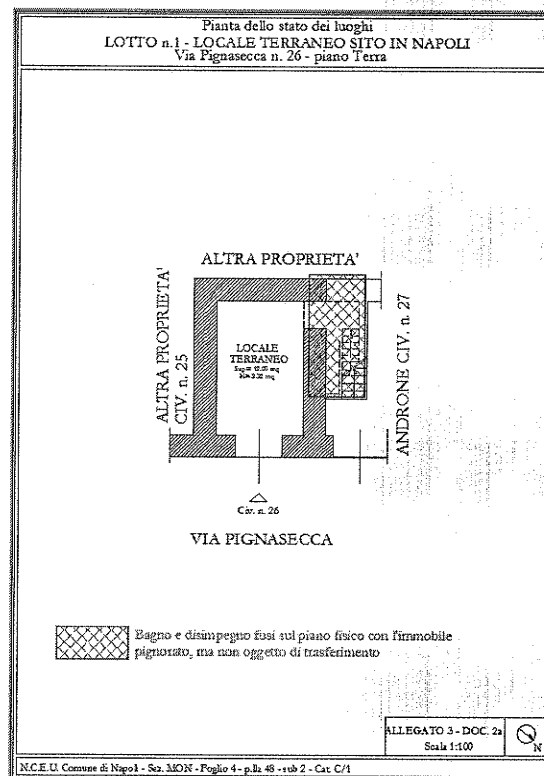 Pianta dello stato dei luoghi
LOTTO n.1 - LOCALE TERRANEO SITO IN NAPOLI
Via Pignasecca n. 26 - piano Terra
ALTRA PROPRIETA'
ALTRA PROPRIETA'
CIV. n. 25
LOCALE
TERRANEO
ANDRONE CIV. n. 27
Civ. n. 26
VIA PIGNASECCA
Bagno e disimpegno fusi sul piano fisico con l'immobile
pignorato, ma non oggetto di trasferimento
ALLEGATO 3 - DOC. 2a
Scala 1:100
N
N.C.E.U. Comune di Napoli - Sez. MON - Foglio 4 - p.lla 48 - sub 2 - Cat. C/1